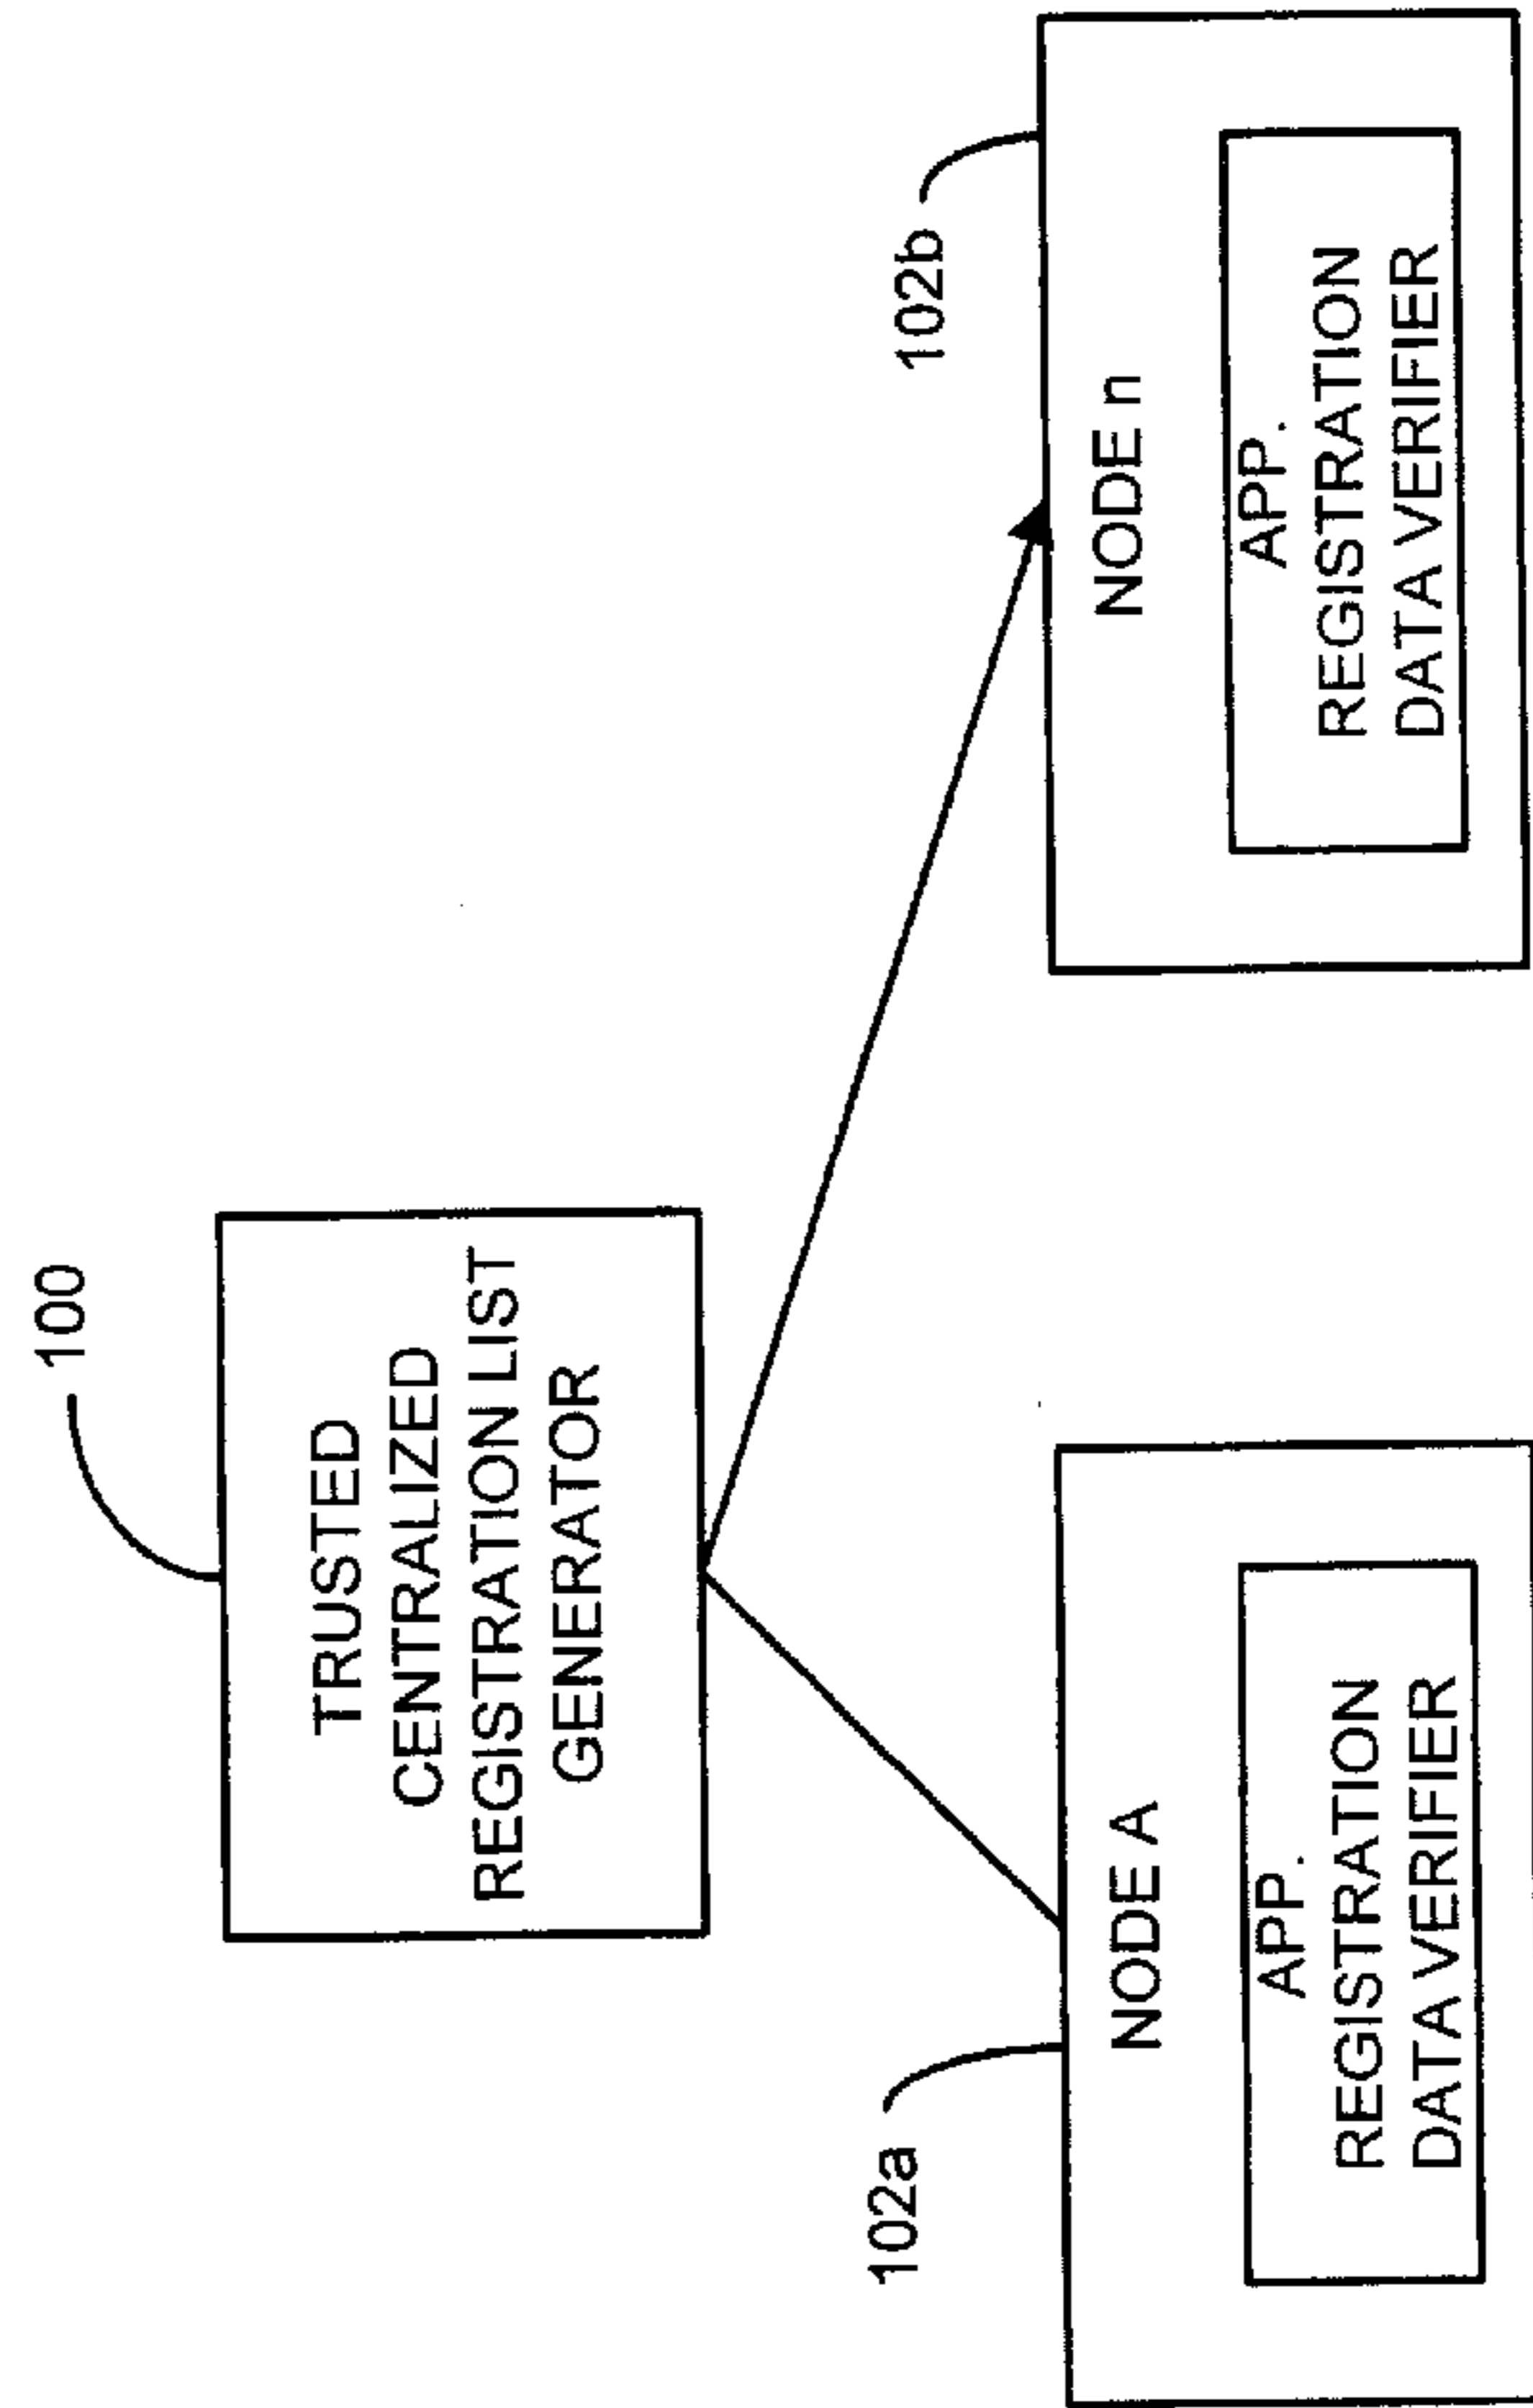 100
TRUSTED
CENTRALIZED
REGISTRATION LIST
GENERATOR
102a
NODE A
APP.
REGISTRATION
DATA VERIFIER
102b
NODE n
APP.
REGISTRATION
DATA VERIFIER